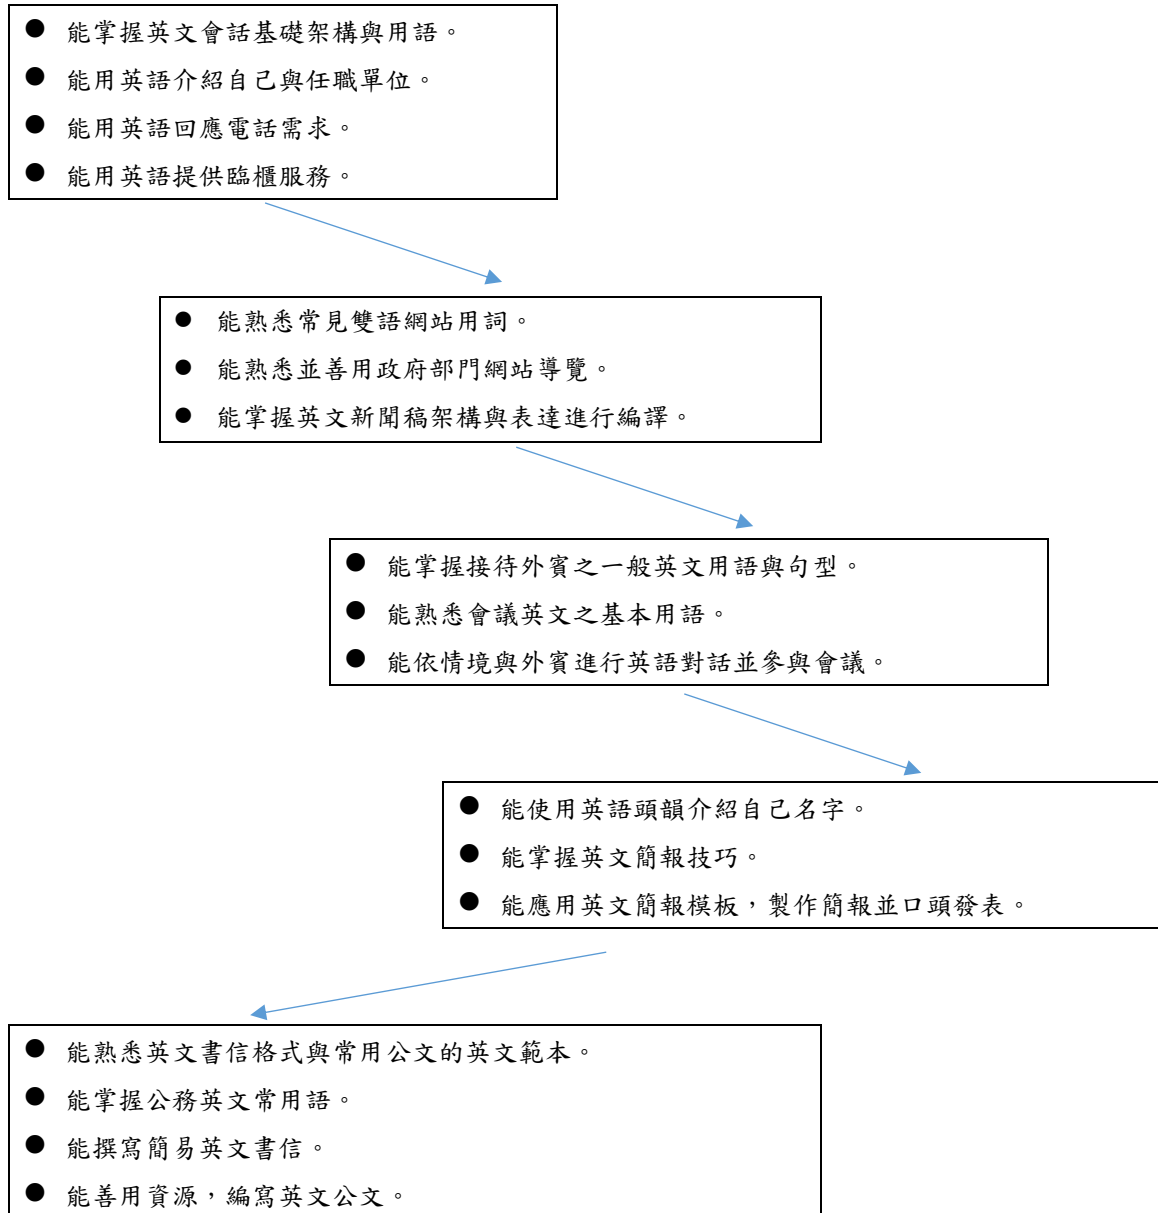 ● 能掌握英文會話基礎架構與用語。
● 能用英語介紹自己與任職單位。
● 能用英語回應電話需求。
● 能用英語提供臨櫃服務。
● 能熟悉常見雙語網站用詞。
● 能熟悉並善用政府部門網站導覽。
● 能掌握英文新聞稿架構與表達進行編譯。
● 能掌握接待外賓之一般英文用語與句型。
● 能熟悉會議英文之基本用語。
● 能依情境與外賓進行英語對話並參與會議。
● 能使用英語頭韻介紹自己名字。
● 能掌握英文簡報技巧。
● 能應用英文簡報模板，製作簡報並口頭發表。
● 能熟悉英文書信格式與常用公文的英文範本。
● 能掌握公務英文常用語。
● 能撰寫簡易英文書信。
● 能善用資源，編寫英文公文。